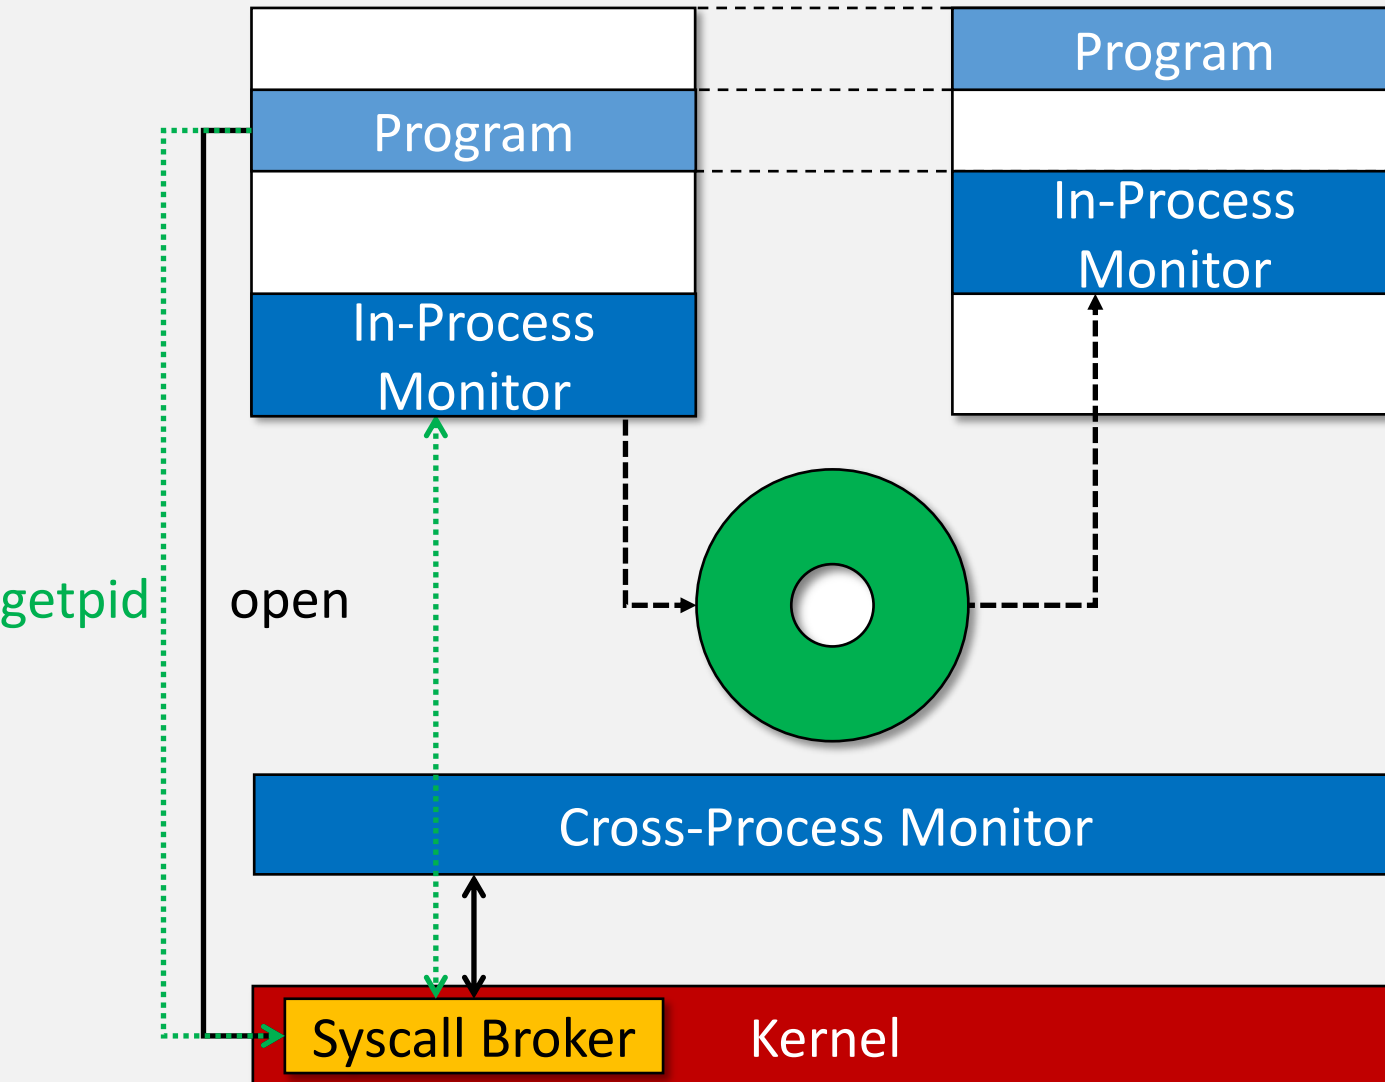 Program
Program
In-Process
Monitor
In-Process
Monitor
getpid
open
Cross-Process Monitor
Syscall Broker
Kernel